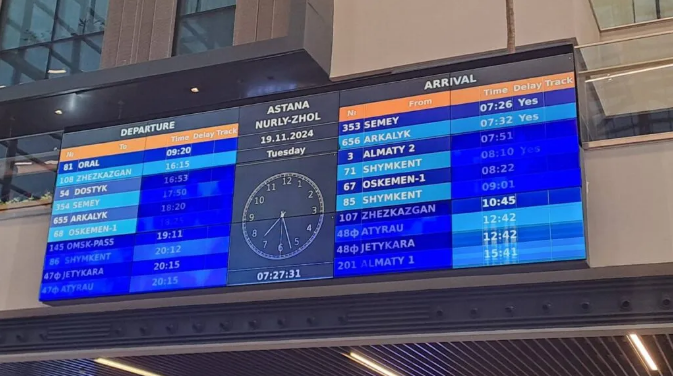 DEPARTURE
№ To Time Delay Track
81 ORAL 09:20
108 ZHEZKAZGAN 16:15
54 DOSTYK 16:53
354 SEMEY 17:50
655 ARKALYK 18:20
68 OSKEMEN-1
145 OMSK-PASS 19:11
86 SHYMKENT 20:12
47ф JETYKARA 20:15
47ф ATYRAU 20:15
ASTANA
NURLY-ZHOL
19.11.2024
Tuesday
12
1
2
3
4
5
6
7
8
9
10
11
07:27:31
ARRIVAL
№ From Time Delay Track
353 SEMEY 07:26 Yes
656 ARKALYK 07:32 Yes
3 ALMATY 2 07:51
71 SHYMKENT 08:10 Yes
67 OSKEMEN-1 08:22
85 SHYMKENT 09:01
107 ZHEZKAZGAN 10:45
48ф ATYRAU 12:42
48ф JETYKARA 12:42
201 ALMATY 1 15:41